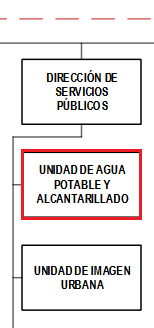 DIRECCIÓN DE
SERVICIOS
PÚBLICOS
UNIDAD DE AGUA
POTABLE Y
ALCANTARILLADO
UNIDAD DE IMAGEN
URBANA